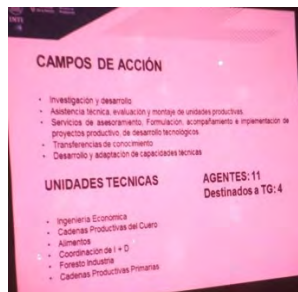 INTI
CAMPOS DE ACCIÓN
• Investigación y desarrollo
• Asistencia técnica, evaluación y montaje de unidades productivas
• Servicios de asesoramiento, Formulación, acompañamiento e implementación de
proyectos productivo, de desarrollo tecnológicos
• Transferencias de conocimiento
• Desarrollo y adaptación de capacidades técnicas
UNIDADES TECNICAS
AGENTES: 11
Destinados a TG: 4
• Ingeniería Económica
• Cadenas Productivas del Cuero
• Alimentos
• Coordinación de I + D
• Foresto Industria
• Cadenas Productivas Primarias